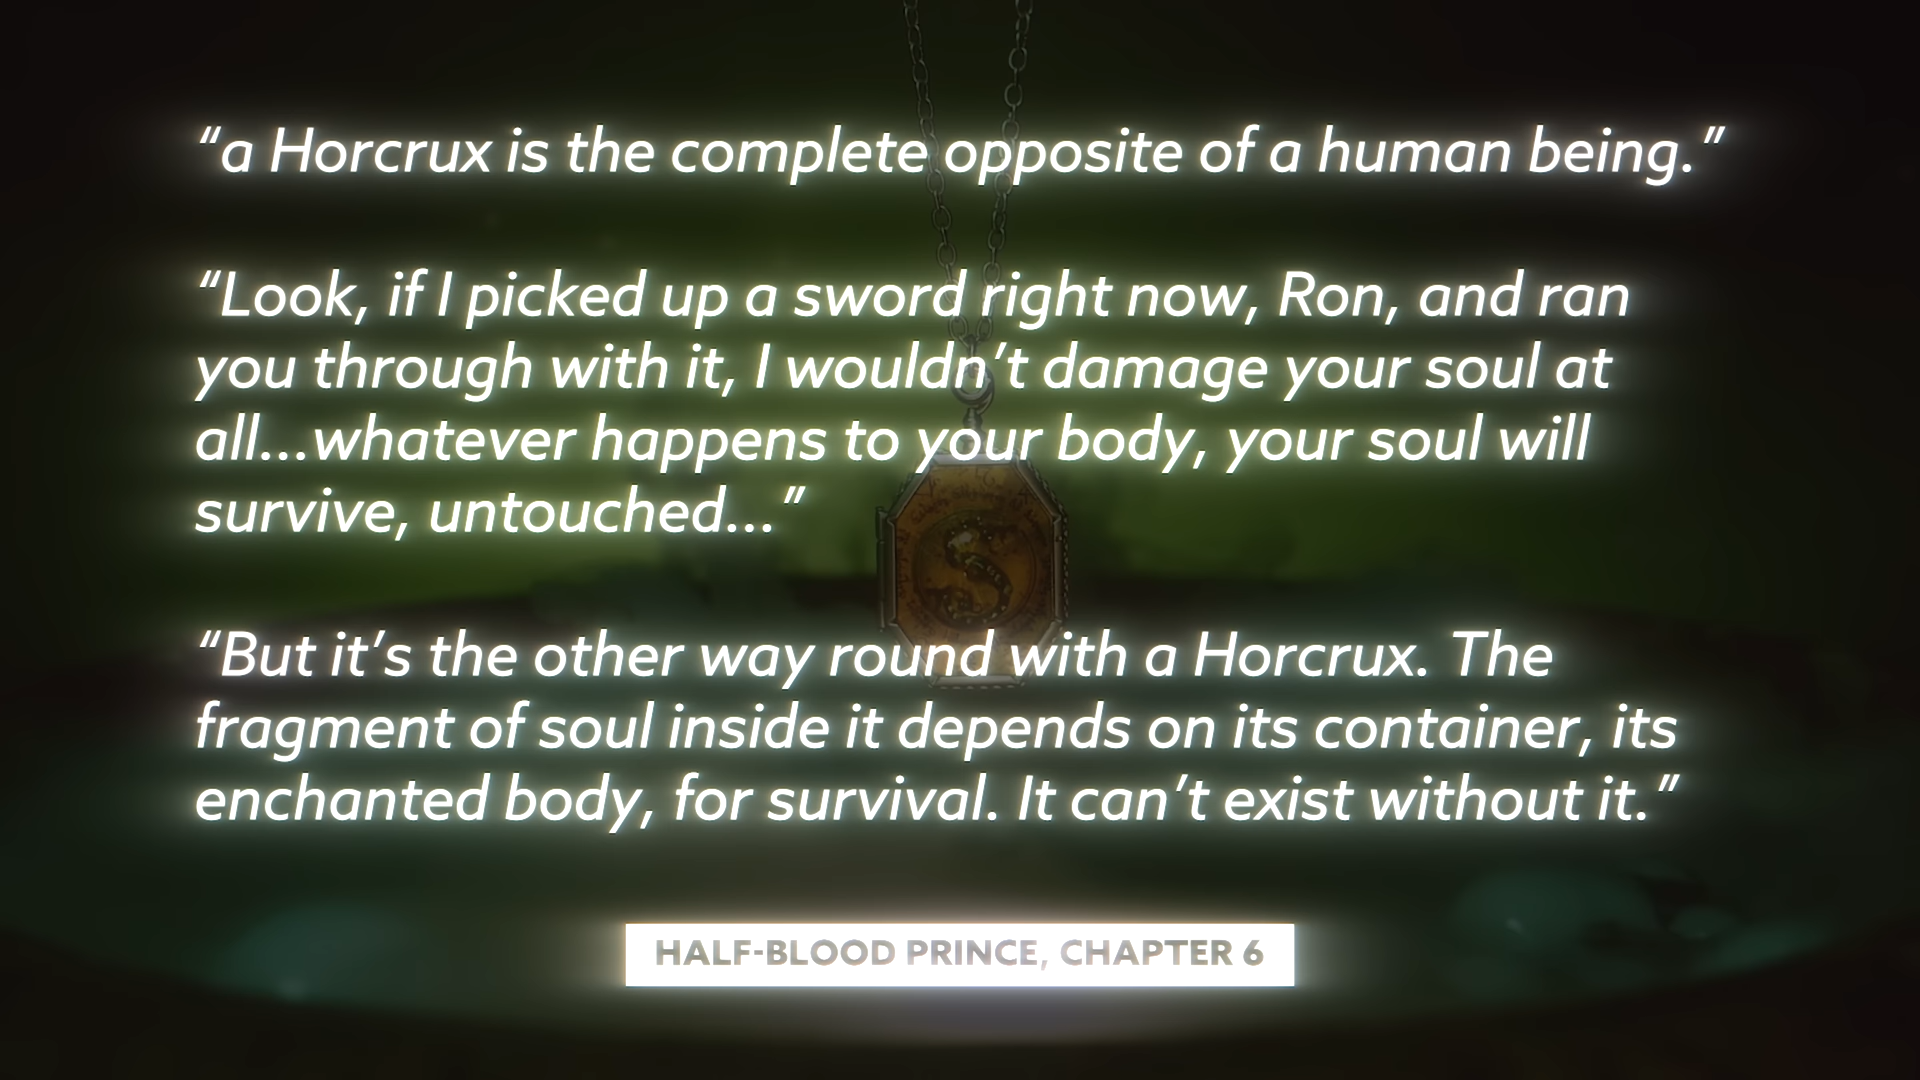 “a Horcrux is the complete opposite of a human being.”
“Look, if I picked up a sword right now, Ron, and ran
you through with it, I wouldn’t damage your soul at
all...whatever happens to your body, your soul will
survive, untouched...”
“But it’s the other way round with a Horcrux. The
fragment of soul inside it depends on its container, its
enchanted body, for survival. It can’t exist without it.”
HALF-BLOOD PRINCE, CHAPTER 6